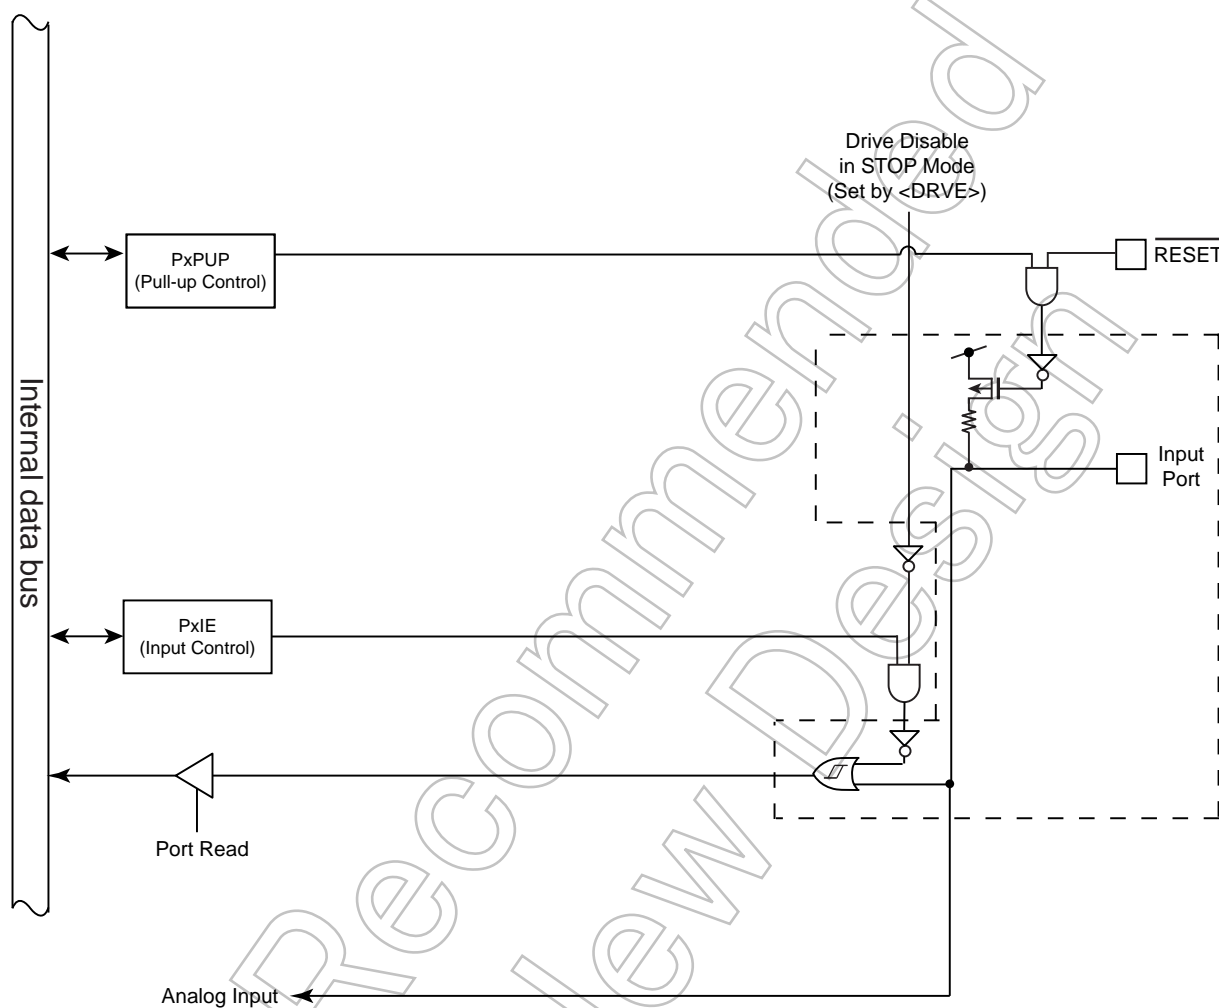 Drive Disable
in STOP Mode
(Set by <DRVE>)
PxPUP
(Pull-up Control)
RESET
Internal data bus
Input
Port
PxIE
(Input Control)
Port Read
Analog Input
Recommended
New Design